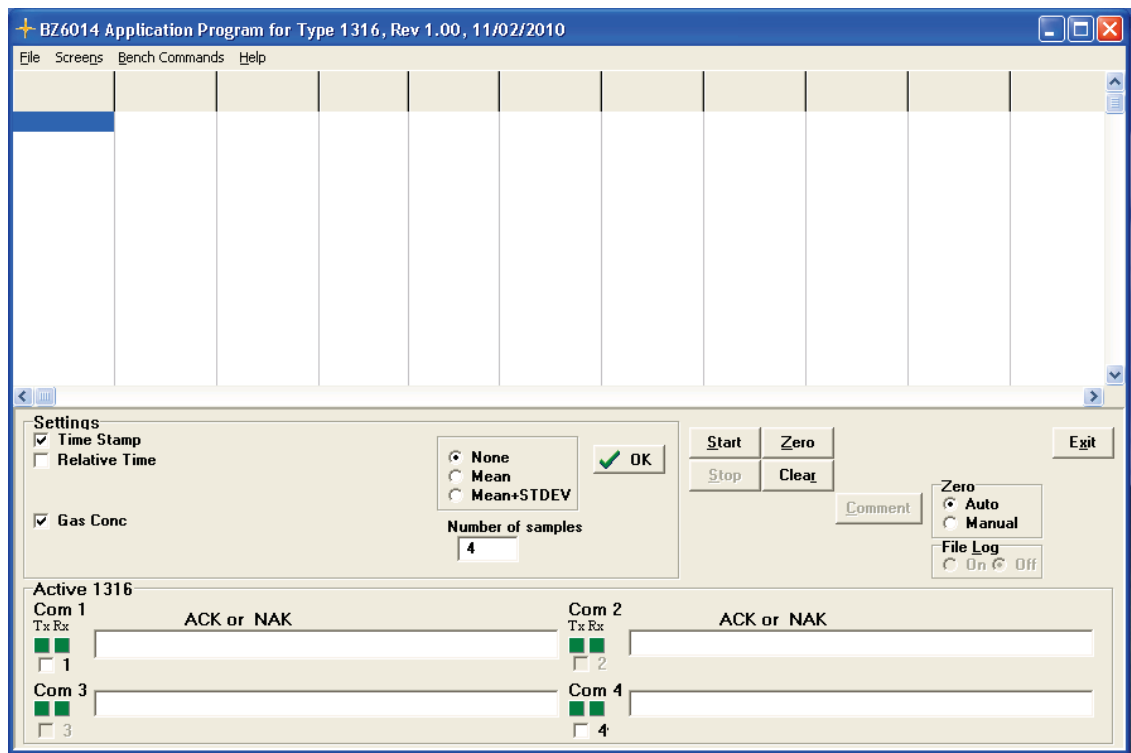 BZ6014 Application Program for Type 1316, Rev 1.00, 11/02/2010
File Screens Bench Commands Help
Settings
Time Stamp
Relative Time
Gas Conc
None
Mean
Mean+STDEV
OK
Number of samples
4
Start Zero
Stop Clear
Comment
Exit
Zero
Auto
Manual
File Log
On Off
Active 1316
Com 1
Tx Rx
ACK or NAK
1
Com 2
Tx Rx
ACK or NAK
2
Com 3
3
Com 4
4